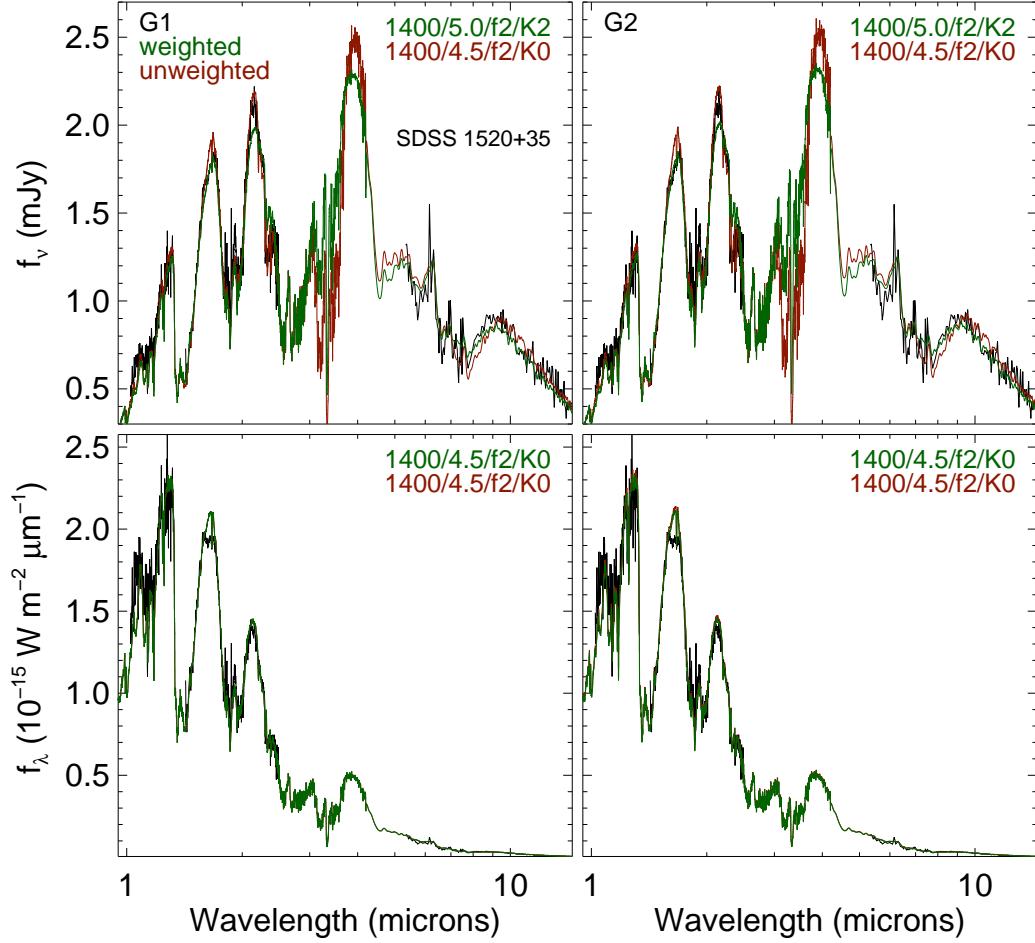 G1
weighted
unweighted
1400/5.0/f2/K2
1400/4.5/f2/K0
SDSS 1520+35
G2
1400/5.0/f2/K2
1400/4.5/f2/K0
2.5
2.0
1.5
1.0
0.5
fν (mJy)
1400/4.5/f2/K0
1400/4.5/f2/K0
1400/4.5/f2/K0
1400/4.5/f2/K0
2.5
2.0
1.5
1.0
0.5
fλ (10⁻¹⁵ W m⁻² μm⁻¹)
1
10
1
10
Wavelength (microns)
Wavelength (microns)